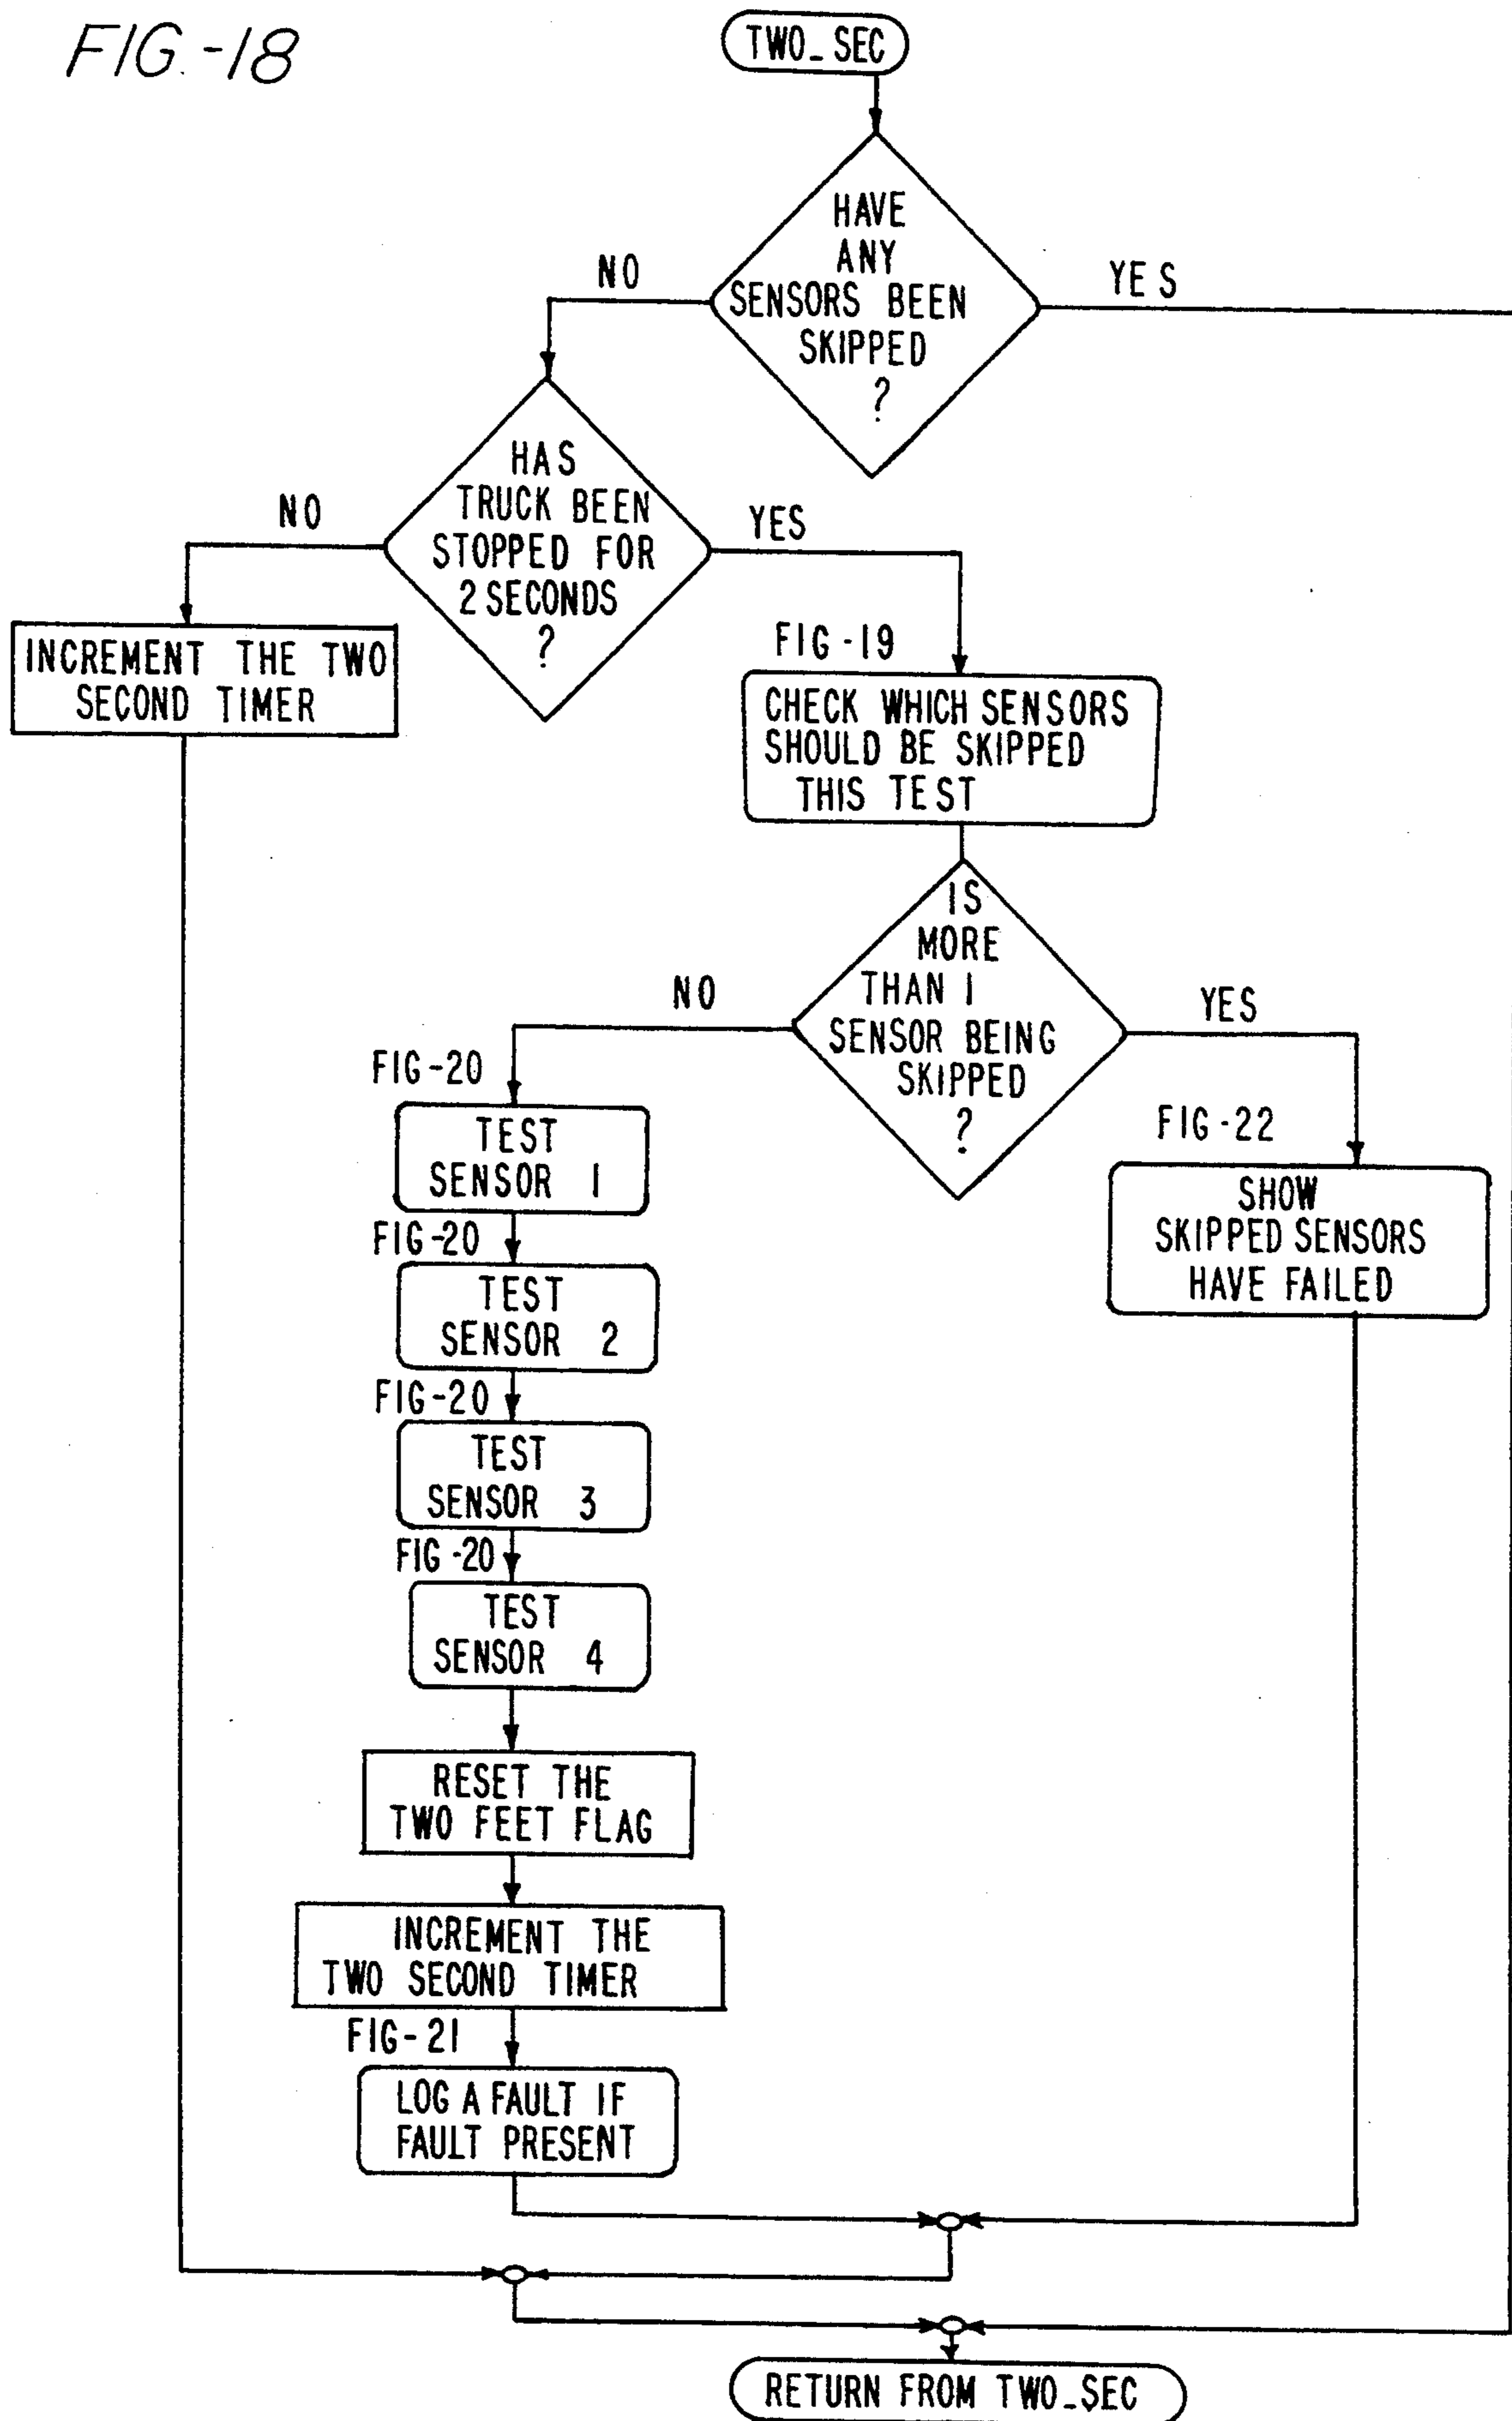 FIG.-18
TWO_SEC
HAVE
ANY
SENSORS BEEN
SKIPPED
?
NO
YES
HAS
TRUCK BEEN
STOPPED FOR
2 SECONDS
?
NO
YES
INCREMENT THE TWO
SECOND TIMER
FIG-19
CHECK WHICH SENSORS
SHOULD BE SKIPPED
THIS TEST
IS
MORE
THAN 1
SENSOR BEING
SKIPPED
?
NO
YES
FIG-20
TEST
SENSOR 1
FIG-22
SHOW
SKIPPED SENSORS
HAVE FAILED
FIG-20
TEST
SENSOR 2
FIG-20
TEST
SENSOR 3
FIG-20
TEST
SENSOR 4
RESET THE
TWO FEET FLAG
INCREMENT THE
TWO SECOND TIMER
FIG-21
LOG A FAULT IF
FAULT PRESENT
RETURN FROM TWO_SEC